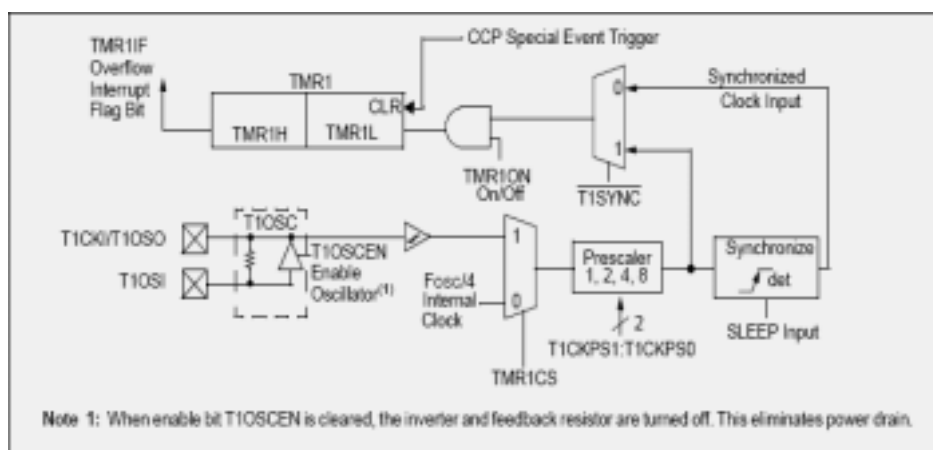 TMR1IF
Overflow
Interrupt
Flag Bit
CCP Special Event Trigger
TMR1
CLR
TMR1H
TMR1L
TMR1ON
On/Off
0
1
T1SYNC
Synchronized
Clock Input
T1OSC
T1CKI/T1OSO
T1OSI
T1OSCEN
Enable
Oscillator(1)
Fosc/4
Internal
Clock
1
0
TMR1CS
Prescaler
1, 2, 4, 8
2
T1CKPS1:T1CKPS0
Synchronize
det
SLEEP Input
Note 1: When enable bit T1OSCEN is cleared, the inverter and feedback resistor are turned off. This eliminates power drain.